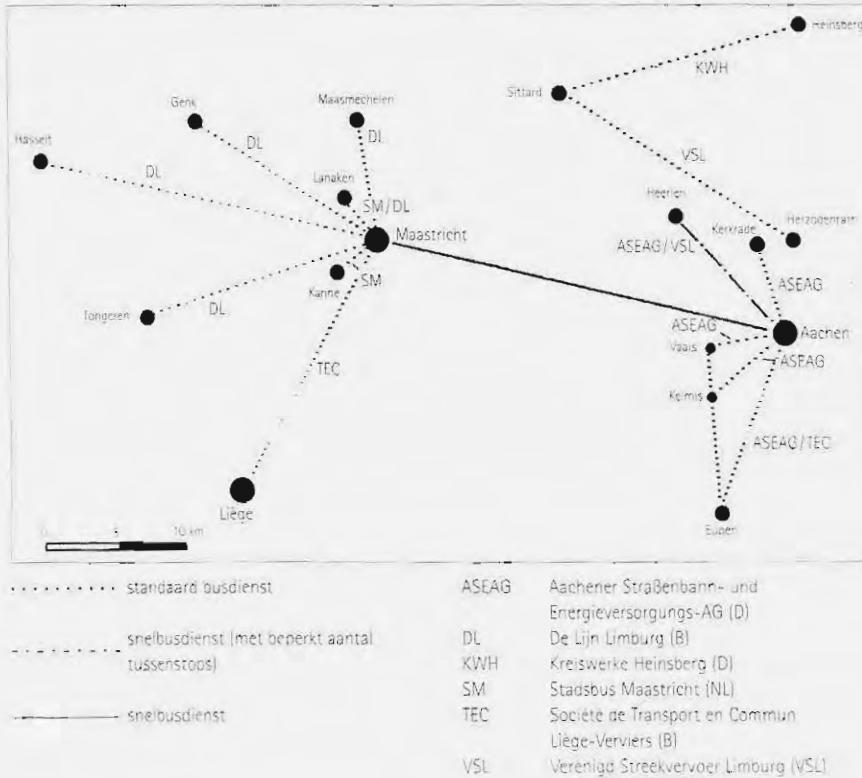 Heinsberg
KWH
Sittard
Genk
Maasmechelen
DL
Hasselt
DL
DL
VSL
Lanaken
SM/DL
Heerlen
Maastricht
Kerkrade
Herzogenrath
ASEAG/VSL
SM
Kanne
ASEAG
Tongeren
DL
ASEAG
Aachen
Vaals
ASEAG
TEC
Kelmis
ASEAG/TEC
Liège
Eupen
0 5 10 km
standaard busdienst
snelbusdienst (met beperkt aantal
tussenstops)
snelbusdienst
ASEAG Aachener Straßenbahn- und
Energieversorgungs-AG (D)
DL De Lijn Limburg (B)
KWH Kreiswerke Heinsberg (D)
SM Stadsbus Maastricht (NL)
TEC Société de Transport en Commun
Liège-Verviers (B)
VSL Verenigd Streekvervoer Limburg (VSL)